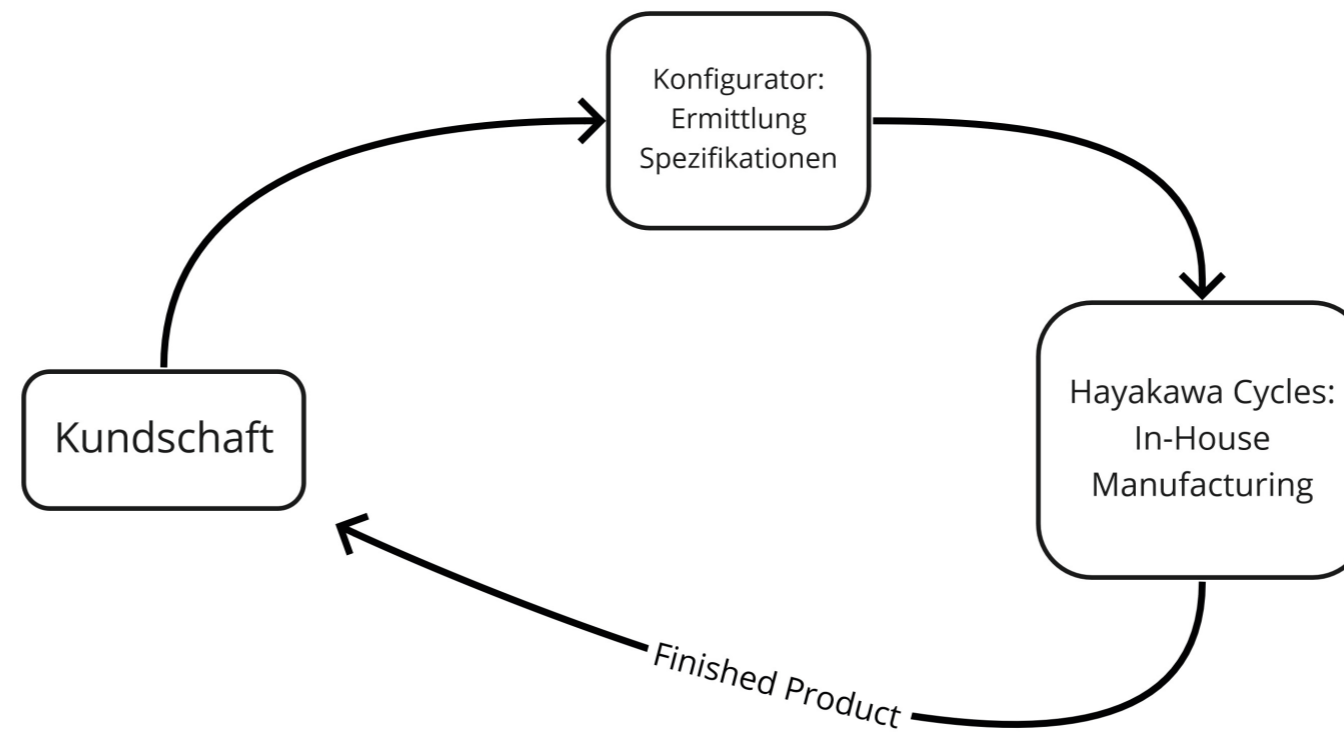 Konfigurator:
Ermittlung
Spezifikationen
Kundschaft
Hayakawa Cycles:
In-House
Manufacturing
Finished Product